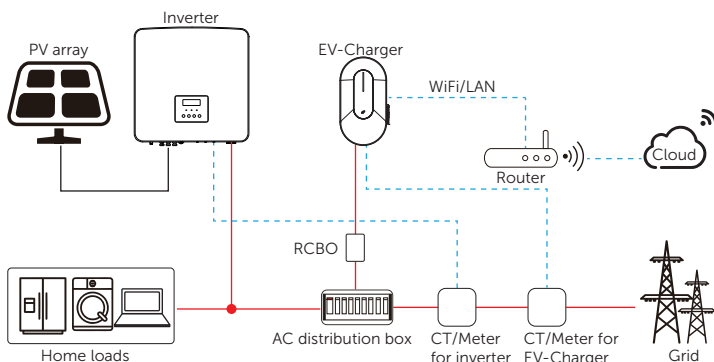 Inverter
PV array
EV-Charger
WiFi/LAN
Cloud
Router
RCBO
Home loads
AC distribution box
CT/Meter
for inverter
CT/Meter for
EV-Charger
Grid